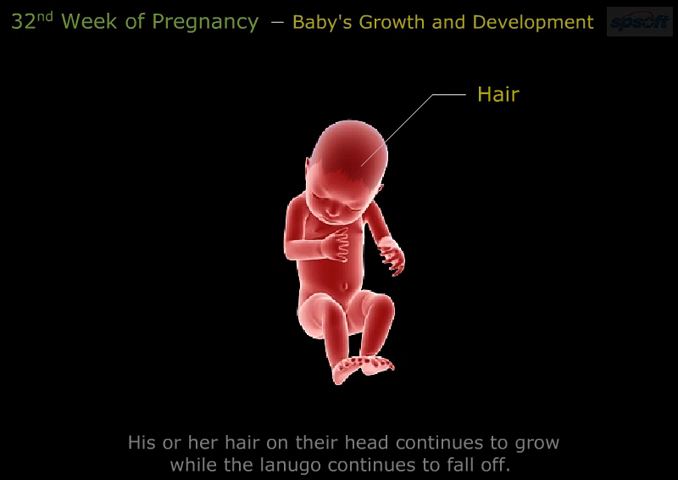 32nd Week of Pregnancy – Baby's Growth and Development
spsoft
Hair
His or her hair on their head continues to grow
while the lanugo continues to fall off.